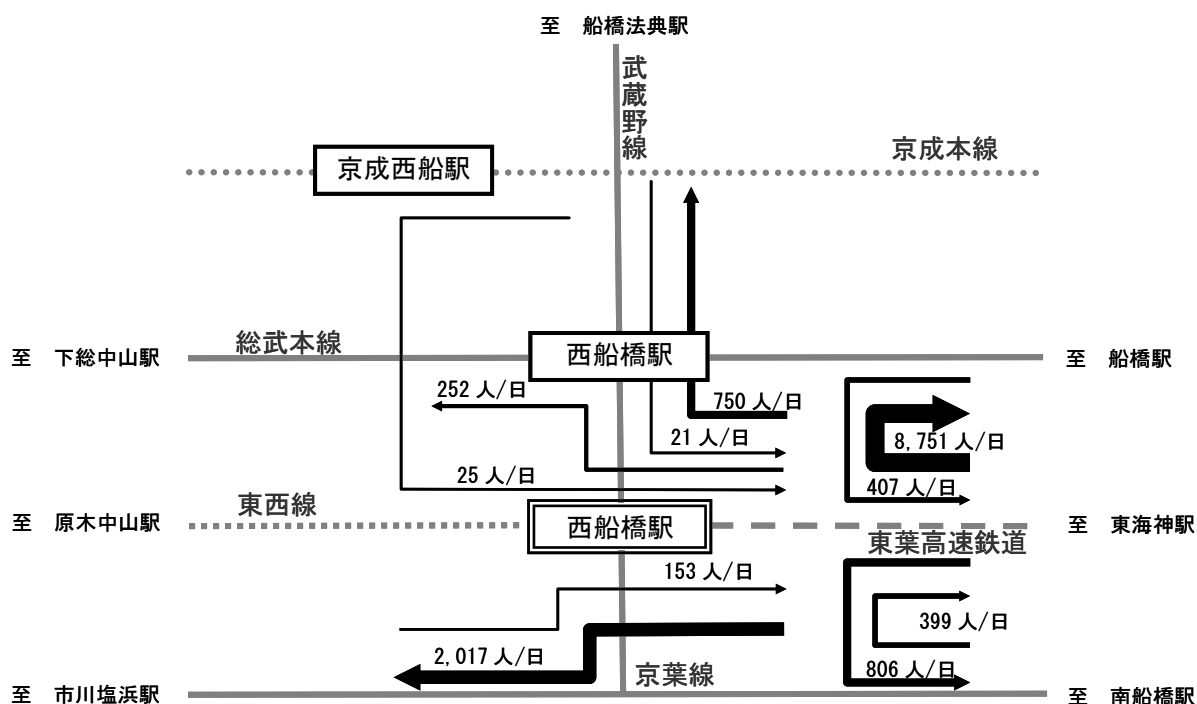 至 船橋法典駅
武蔵野線
京成本線
京成西船駅
総武本線
至 下総中山駅
西船橋駅
至 船橋駅
252 人/日
750 人/日
21 人/日
8,751 人/日
25 人/日
407 人/日
東西線
至 原木中山駅
西船橋駅
至 東海神駅
東葉高速鉄道
153 人/日
399 人/日
2,017 人/日
806 人/日
京葉線
至 市川塩浜駅
至 南船橋駅